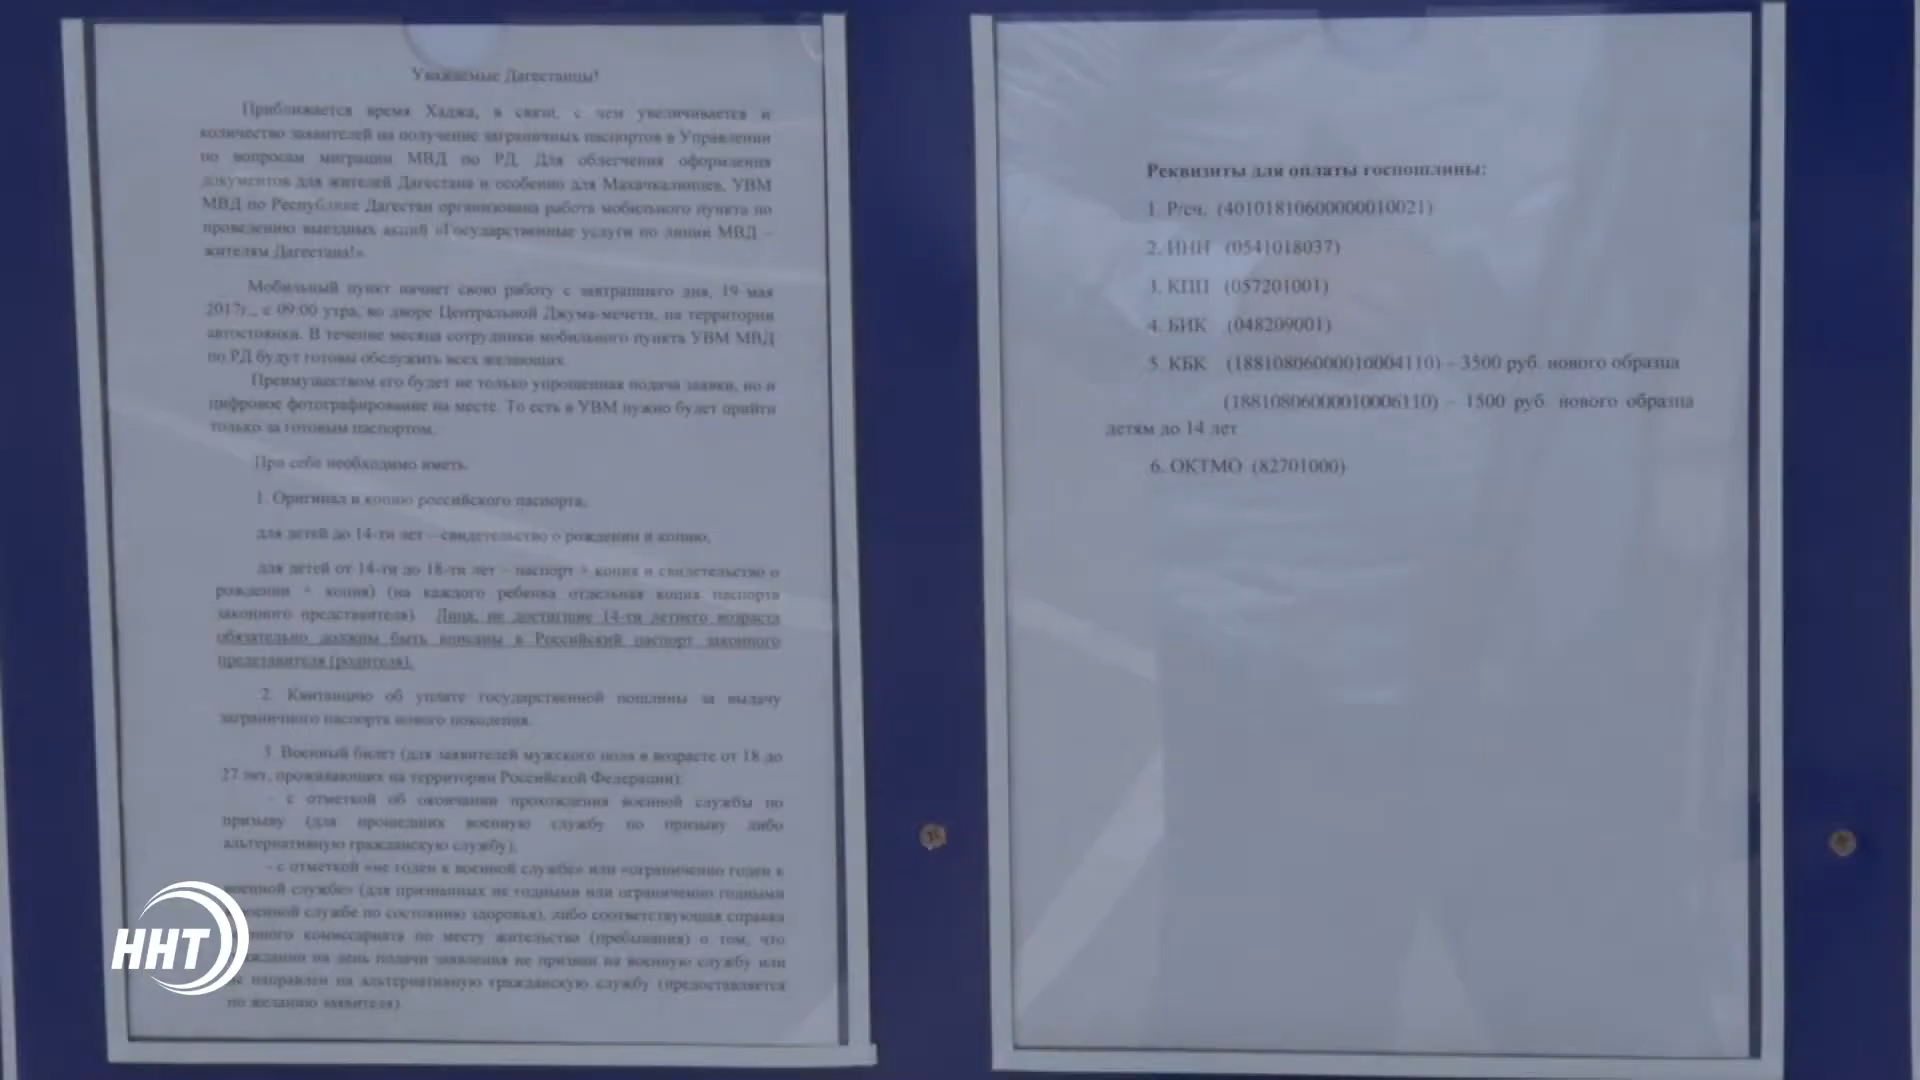 Уважаемые Дагестанцы!
Приближается время Хаджа, в связи, с чем увеличивается и
количество заявителей на получение заграничных паспортов в Управлении
по вопросам миграции МВД по РД. Для облегчения оформления
документов для жителей Дагестана и особенно для Махачкалинцев, УВМ
МВД по Республике Дагестан организована работа мобильного пункта по
проведению выездных акций «Государственные услуги по линии МВД –
жителям Дагестана!».
Мобильный пункт начнет свою работу с завтрашнего дня, 19 мая
2017г., с 09:00 утра, во дворе Центральной Джума-мечети, на территории
автостоянки. В течение месяца сотрудники мобильного пункта УВМ МВД
по РД будут готовы обслужить всех желающих.
Преимуществом его будет не только упрощенная подача заявки, но и
цифровое фотографирование на месте. То есть в УВМ нужно будет прийти
только за готовым паспортом.
При себе необходимо иметь:
1. Оригинал и копию российского паспорта,
для детей до 14-ти лет – свидетельство о рождении и копию,
для детей от 14-ти до 18-ти лет – паспорт + копия и свидетельство о
рождении + копия) (на каждого ребенка отдельная копия паспорта
законного представителя). Лица, не достигшие 14-ти летнего возраста
обязательно должны быть вписаны в Российский паспорт законного
представителя (родителя).
2. Квитанцию об уплате государственной пошлины за выдачу
заграничного паспорта нового поколения.
3. Военный билет (для заявителей мужского пола в возрасте от 18 до
27 лет, проживающих на территории Российской Федерации):
- с отметкой об окончании прохождения военной службы по
призыву (для прошедших военную службу по призыву либо
альтернативную гражданскую службу),
- с отметкой «не годен к военной службе» или «ограниченно годен к
военной службе» (для признанных не годными или ограниченно годными
военной службе по состоянию здоровья), либо соответствующая справка
комиссариата по месту жительства (пребывания) о том, что
на день подачи заявления не призван на военную службу или
направлен на альтернативную гражданскую службу (предоставляется
по желанию заявителя)
ННТ
Реквизиты для оплаты госпошлины:
1. Р/сч. (40101810600000010021)
2. ИНН (0541018037)
3. КПП (057201001)
4. БИК (048209001)
5. КБК (18810806000010004110) – 3500 руб. нового образца
(18810806000010006110) – 1500 руб. нового образца
детям до 14 лет
6. ОКТМО (82701000)